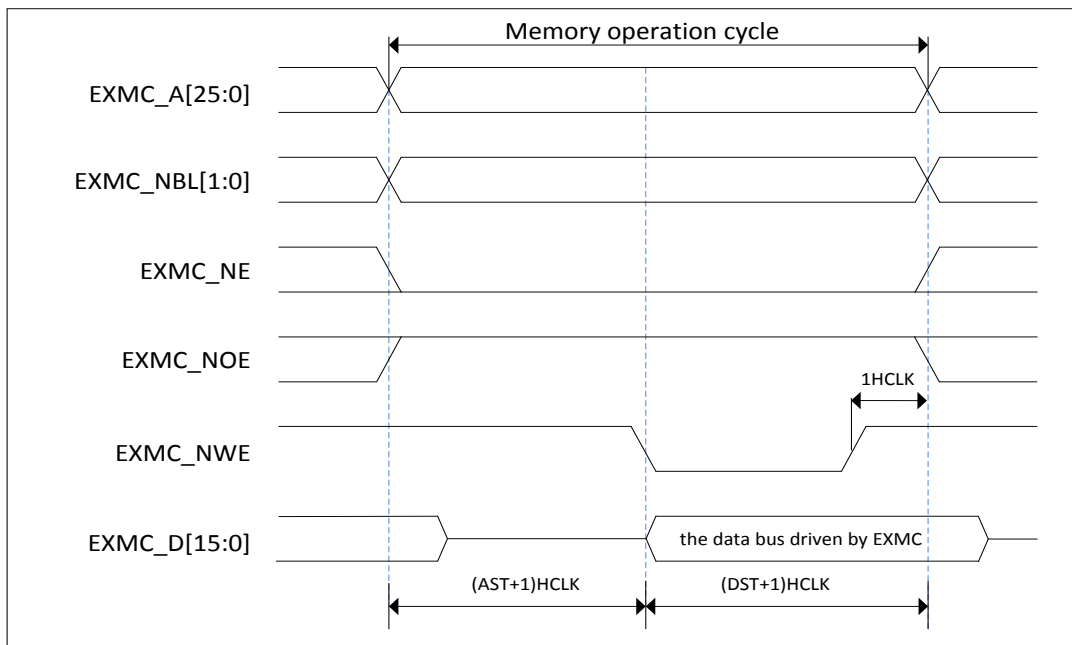 Memory operation cycle
EXMC_A[25:0]
EXMC_NBL[1:0]
EXMC_NE
EXMC_NOE
1HCLK
EXMC_NWE
EXMC_D[15:0]
the data bus driven by EXMC
(AST+1)HCLK
(DST+1)HCLK